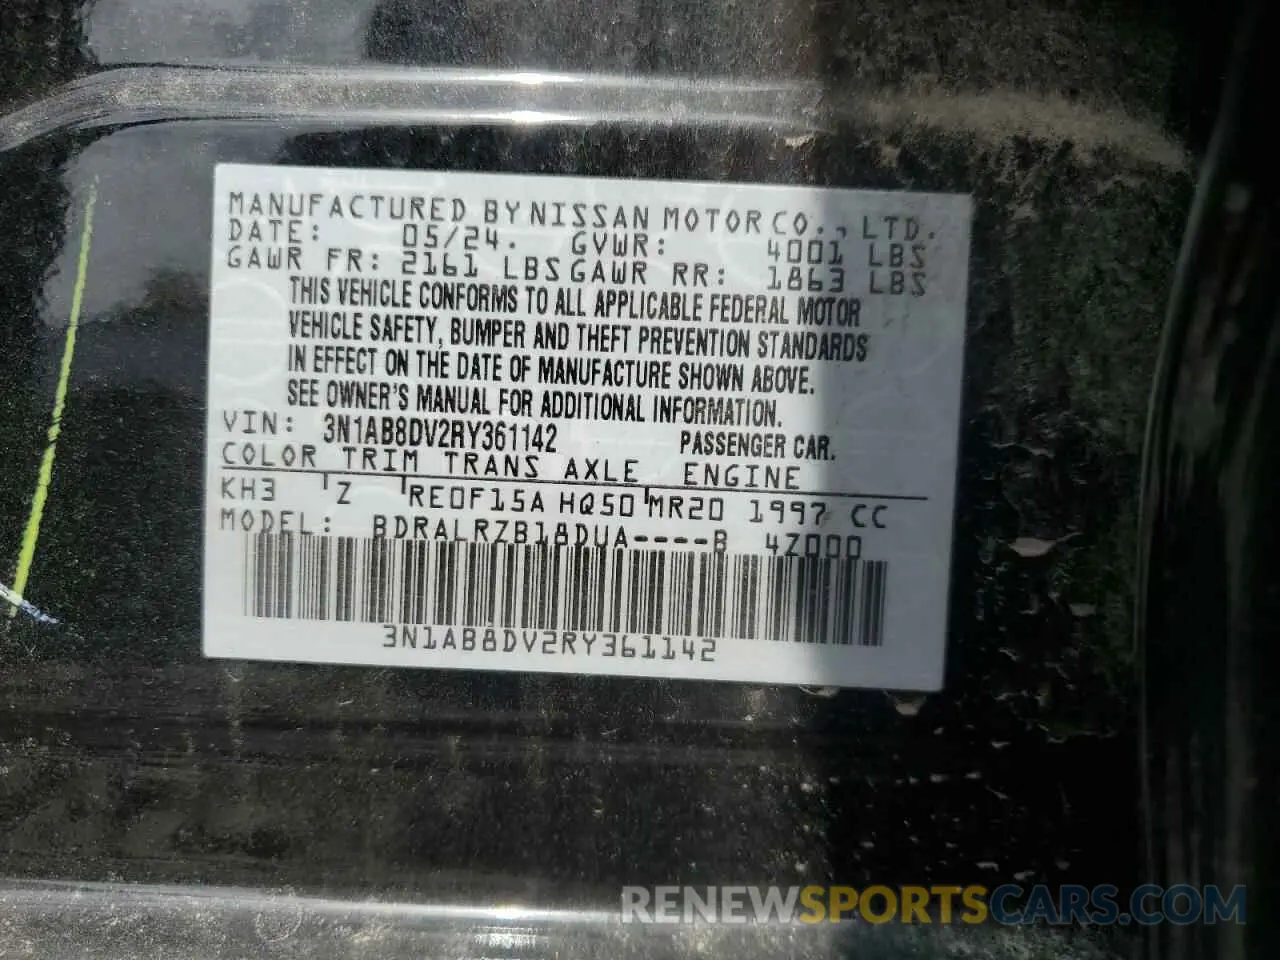 MANUFACTURED BY NISSAN MOTOR CO., LTD.
DATE: 05/24. GVWR: 4001 LBS
GAWR FR: 2161 LBS GAWR RR: 1863 LBS
THIS VEHICLE CONFORMS TO ALL APPLICABLE FEDERAL MOTOR
VEHICLE SAFETY, BUMPER AND THEFT PREVENTION STANDARDS
IN EFFECT ON THE DATE OF MANUFACTURE SHOWN ABOVE.
SEE OWNER'S MANUAL FOR ADDITIONAL INFORMATION.
VIN: 3N1AB8DV2RY361142 PASSENGER CAR.
COLOR TRIM TRANS AXLE ENGINE
KH3 Z RE0F15A HQ50 MR20 1997 CC
MODEL: BDRALRZB18DUA----B 4Z000
3N1AB8DV2RY361142
RENEWSPORTSCARS.COM